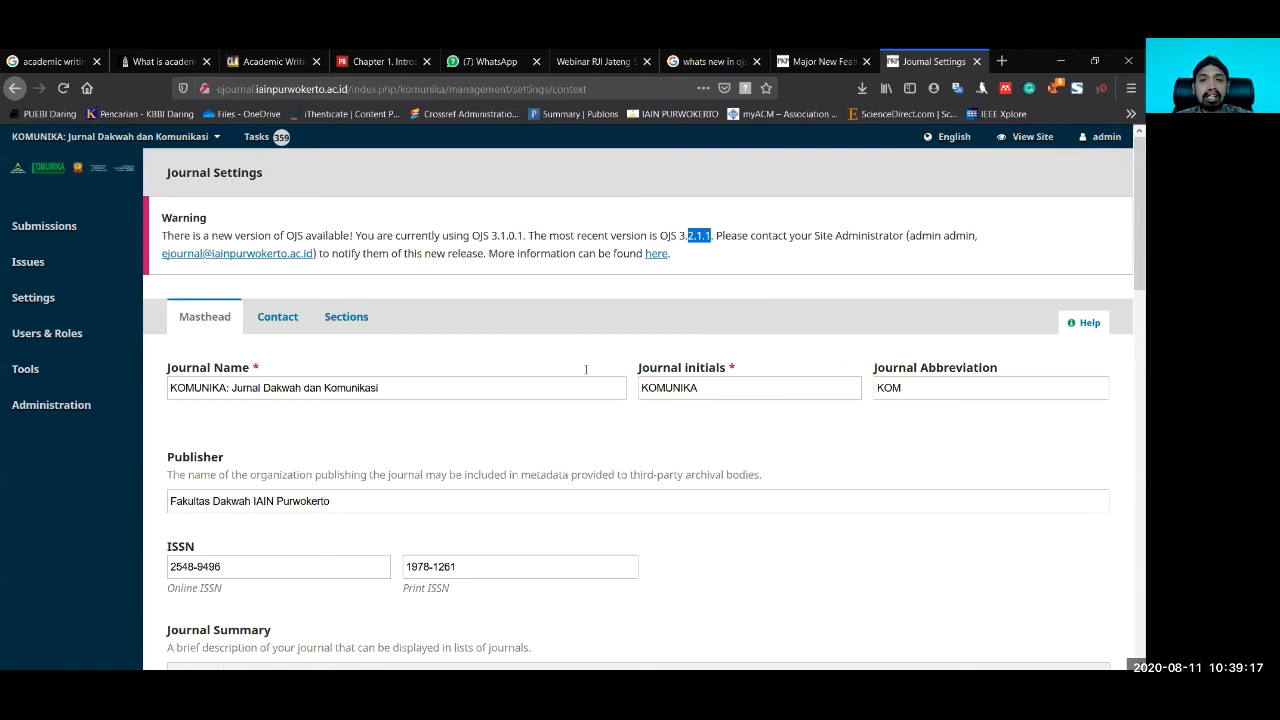 academic writin
What is academ
Academic Writ
Chapter 1. Intro
(7) WhatsApp
Webinar RJI Jateng S
whats new in ojs
Major New Feat
Journal Settings
ejournal.iainpurwokerto.ac.id/index.php/komunika/management/settings/context
PUEBI Daring
Pencarian - KBBI Daring
Files - OneDrive
iThenticate | Content P...
Crossref Administratio...
Summary | Publons
IAIN PURWOKERTO
myACM – Association ...
ScienceDirect.com | Sc...
IEEE Xplore
KOMUNIKA: Jurnal Dakwah dan Komunikasi
Tasks 359
English
View Site
admin
KOMUNIKA
Journal Settings
Submissions
Issues
Settings
Users & Roles
Tools
Administration
Warning
There is a new version of OJS available! You are currently using OJS 3.1.0.1. The most recent version is OJS 3.2.1.1. Please contact your Site Administrator (admin admin,
ejournal@iainpurwokerto.ac.id) to notify them of this new release. More information can be found here.
Masthead
Contact
Sections
Help
Journal Name *
Journal initials *
Journal Abbreviation
KOMUNIKA: Jurnal Dakwah dan Komunikasi
KOMUNIKA
KOM
Publisher
The name of the organization publishing the journal may be included in metadata provided to third-party archival bodies.
Fakultas Dakwah IAIN Purwokerto
ISSN
2548-9496
1978-1261
Online ISSN
Print ISSN
Journal Summary
A brief description of your journal that can be displayed in lists of journals.
2020-08-11 10:39:17